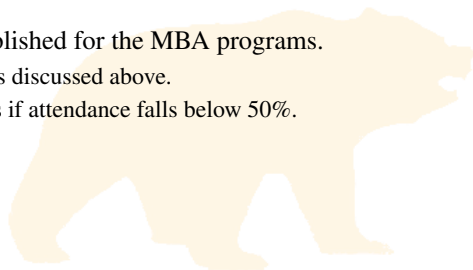 olished for the MBA programs.
s discussed above.
s if attendance falls below 50%.